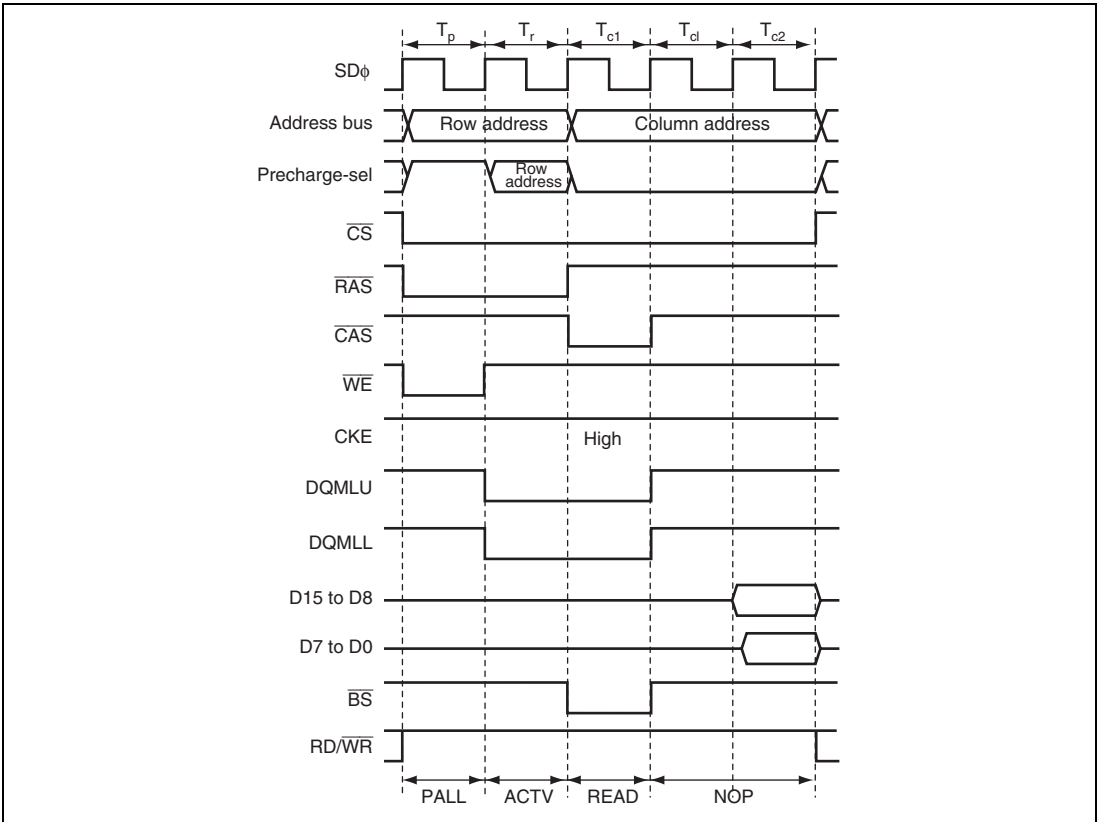 Tp Tr Tc1 Tcl Tc2
SDϕ
Address bus Row address Column address
Precharge-sel Row address
CS
RAS
CAS
WE
CKE High
DQMLU
DQMLL
D15 to D8
D7 to D0
BS
RD/WR
PALL ACTV READ NOP